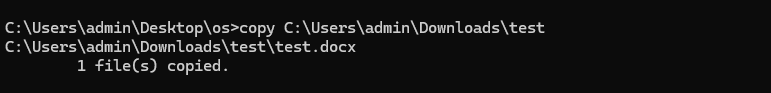 C:\Users\admin\Desktop\os>copy C:\Users\admin\Downloads\test
C:\Users\admin\Downloads\test\test.docx
1 file(s) copied.